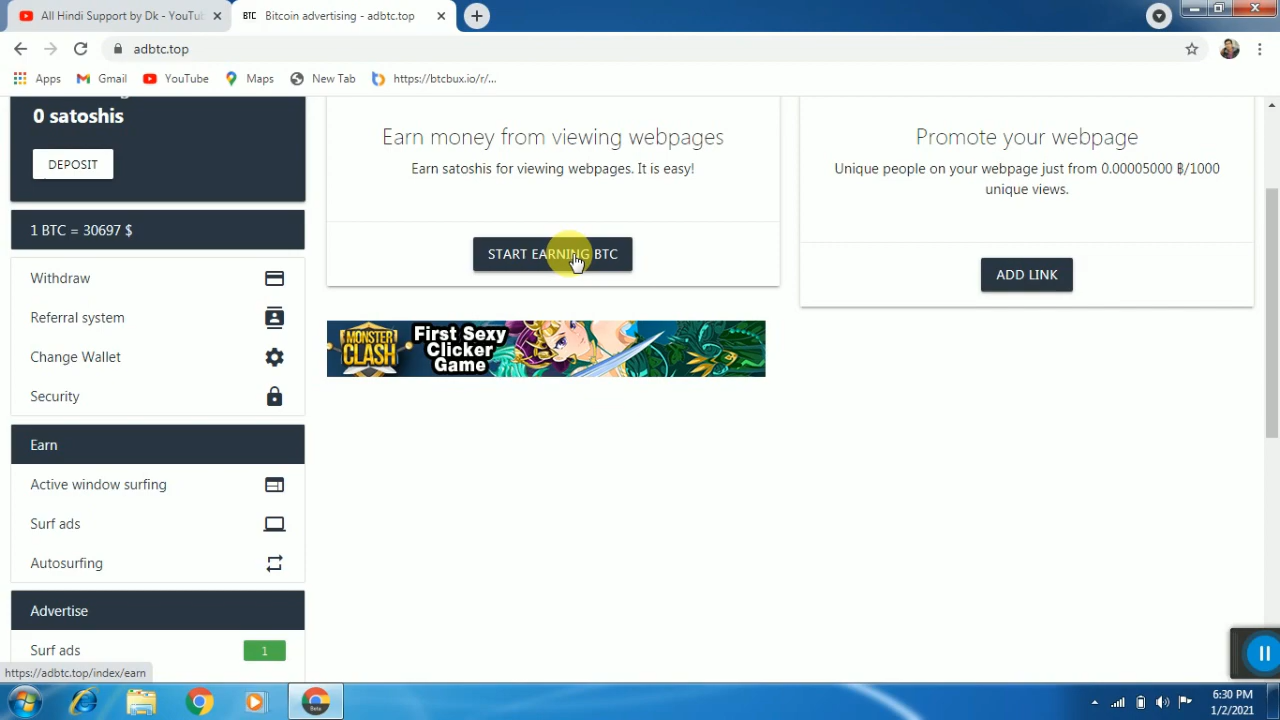 All Hindi Support by Dk - YouTu
BTC Bitcoin advertising - adbtc.top
adbtc.top
Apps
Gmail
YouTube
Maps
New Tab
https://btcbux.io/r/...
0 satoshis
DEPOSIT
1 BTC = 30697 $
Withdraw
Referral system
Change Wallet
Security
Earn
Active window surfing
Surf ads
Autosurfing
Advertise
Surf ads 1
https://adbtc.top/index/earn
Earn money from viewing webpages
Earn satoshis for viewing webpages. It is easy!
START EARNING BTC
MONSTER
CLASH
First Sexy
Clicker
Game
Promote your webpage
Unique people on your webpage just from 0.00005000 ฿/1000
unique views.
ADD LINK
Beta
6:30 PM
1/2/2021